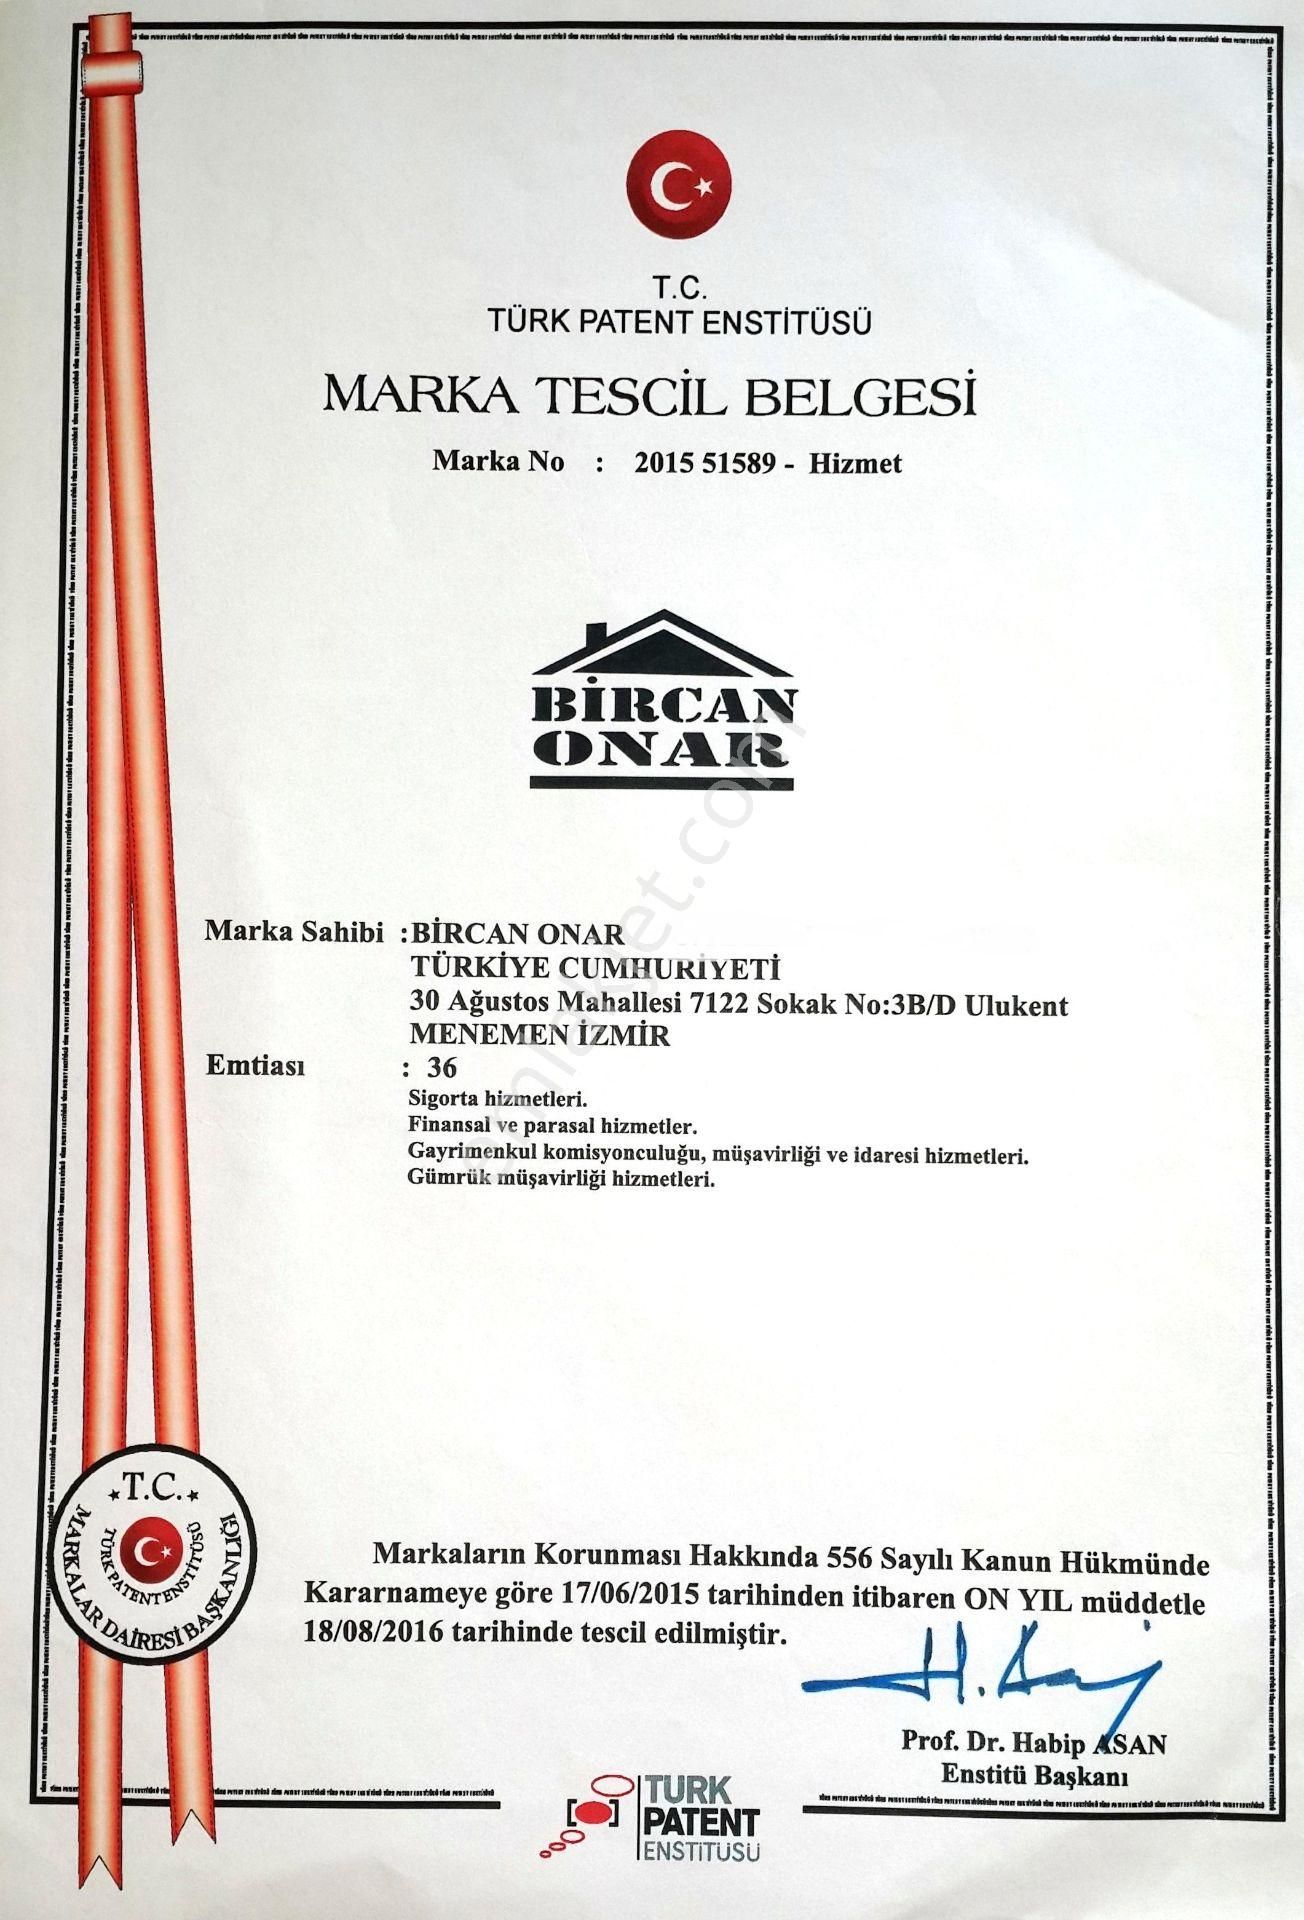 T.C.
TÜRK PATENT ENSTİTÜSÜ
MARKA TESCİL BELGESİ
Marka No : 2015 51589 - Hizmet
BİRCAN
ONAR
Marka Sahibi :BİRCAN ONAR
TÜRKİYE CUMHURİYETİ
30 Ağustos Mahallesi 7122 Sokak No:3B/D Ulukent
MENEMEN İZMİR
Emtiası : 36
Sigorta hizmetleri.
Finansal ve parasal hizmetler.
Gayrimenkul komisyonculuğu, müşavirliği ve idaresi hizmetleri.
Gümrük müşavirliği hizmetleri.
emlakjet.com
T.C.
TÜRK PATENT ENSTİTÜSÜ
MARKALAR DAİRESİ BAŞKANLIĞI
Markaların Korunması Hakkında 556 Sayılı Kanun Hükmünde
Kararnameye göre 17/06/2015 tarihinden itibaren ON YIL müddetle
18/08/2016 tarihinde tescil edilmiştir.
Prof. Dr. Habip ASAN
Enstitü Başkanı
TÜRK
PATENT
ENSTİTÜSÜ